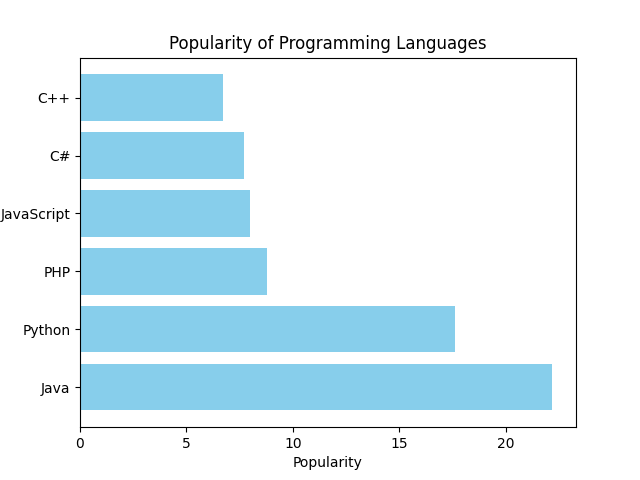 Popularity of Programming Languages
C++
C#
JavaScript
PHP
Python
Java
0 5 10 15 20
Popularity